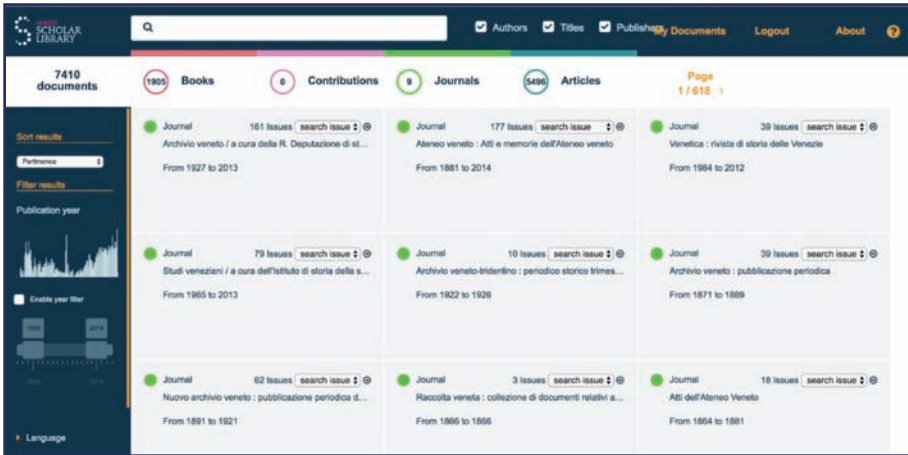 VENICE
SCHOLAR
LIBRARY
Authors Titles Publishers My Documents Logout About ?
7410
documents
1905 Books 0 Contributions 9 Journals 5496 Articles Page
1 / 618 >
Sort results
Pertinence
Filter results
Publication year
Enable year filter
2014
2014
Language
Journal 161 Issues search issue
Archivio veneto / a cura della R. Deputazione di st...
From 1927 to 2013
Journal 177 Issues search issue
Ateneo veneto : Atti e memorie dell'Ateneo veneto
From 1881 to 2014
Journal 39 Issues search issue
Venetica : rivista di storia delle Venezie
From 1984 to 2012
Journal 79 Issues search issue
Studi veneziani / a cura dell'Istituto di storia della s...
From 1965 to 2013
Journal 10 Issues search issue
Archivio veneto-tridentino : periodico storico trimes...
From 1922 to 1926
Journal 39 Issues search issue
Archivio veneto : pubblicazione periodica
From 1871 to 1889
Journal 62 Issues search issue
Nuovo archivio veneto : pubblicazione periodica d...
From 1891 to 1921
Journal 3 Issues search issue
Raccolta veneta : collezione di documenti relativi a...
From 1866 to 1866
Journal 18 Issues search issue
Atti dell'Ateneo Veneto
From 1864 to 1881